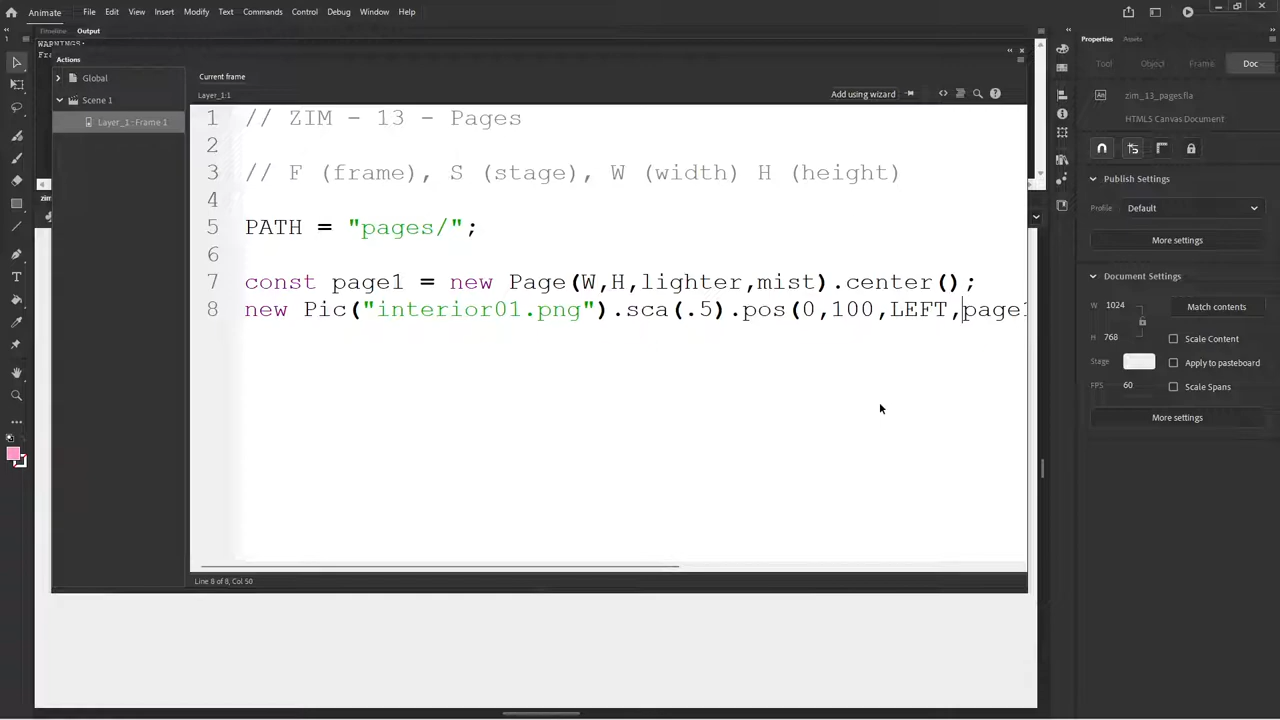 Animate File Edit View Insert Modify Text Commands Control Debug Window Help
Timeline Output
WARNINGS:
Actions
Global
Scene 1
Layer_1 - Frame 1
Current frame
Layer_1:1
Add using wizard
1 // ZIM - 13 - Pages
2
3 // F (frame), S (stage), W (width) H (height)
4
5 PATH = "pages/";
6
7 const page1 = new Page(W,H,lighter,mist).center();
8 new Pic("interior01.png").sca(.5).pos(0,100,LEFT,page1
Line 8 of 8, Col 50
Properties Assets
Tool Object Frame Doc
zim_13_pages.fla
HTML5 Canvas Document
Publish Settings
Profile Default
More settings
Document Settings
W 1024 Match contents
H 768 Scale Content
Stage Apply to pasteboard
FPS 60 Scale Spans
More settings